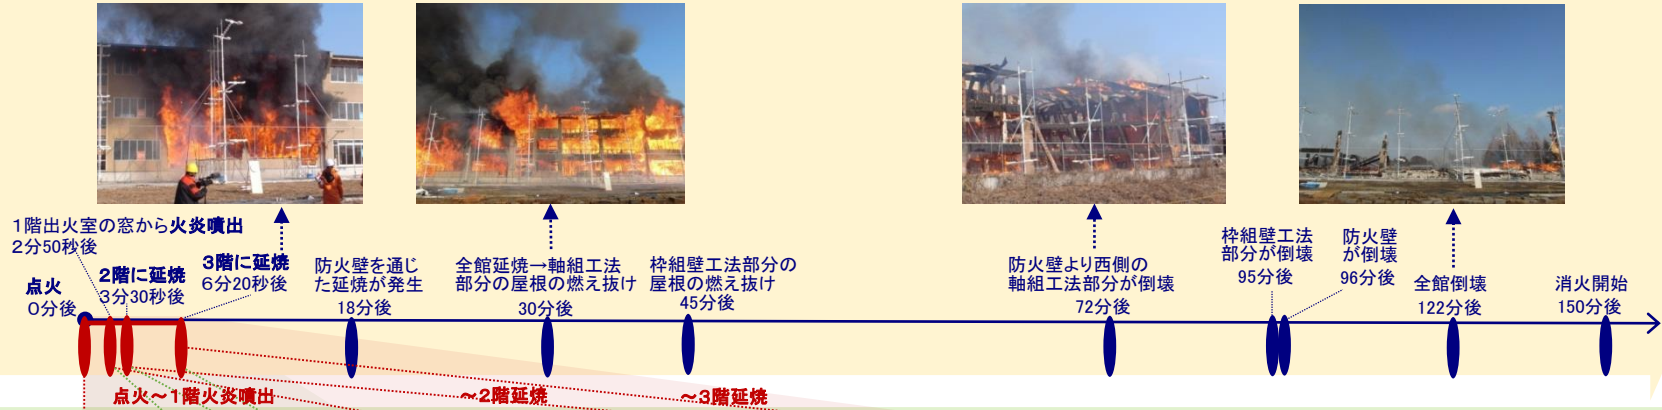 1階出火室の窓から火炎噴出
2分50秒後
点火
0分後
2階に延焼
3分30秒後
3階に延焼
6分20秒後
防火壁を通じ
た延焼が発生
18分後
全館延焼→軸組工法
部分の屋根の燃え抜け
30分後
枠組壁工法部分の
屋根の燃え抜け
45分後
防火壁より西側の
軸組工法部分が倒壊
72分後
枠組壁工法
部分が倒壊
95分後
防火壁
が倒壊
96分後
全館倒壊
122分後
消火開始
150分後
点火~1階火炎噴出
~2階延焼
~3階延焼